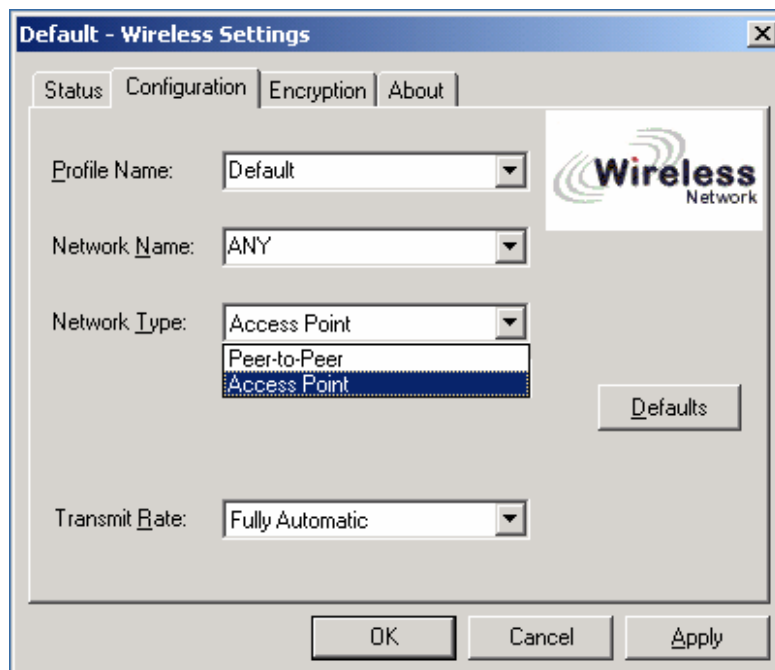 Default - Wireless Settings
Status Configuration Encryption About
Profile Name: Default
Wireless
Network
Network Name: ANY
Network Type: Access Point
Peer-to-Peer
Access Point
Defaults
Transmit Rate: Fully Automatic
OK Cancel Apply